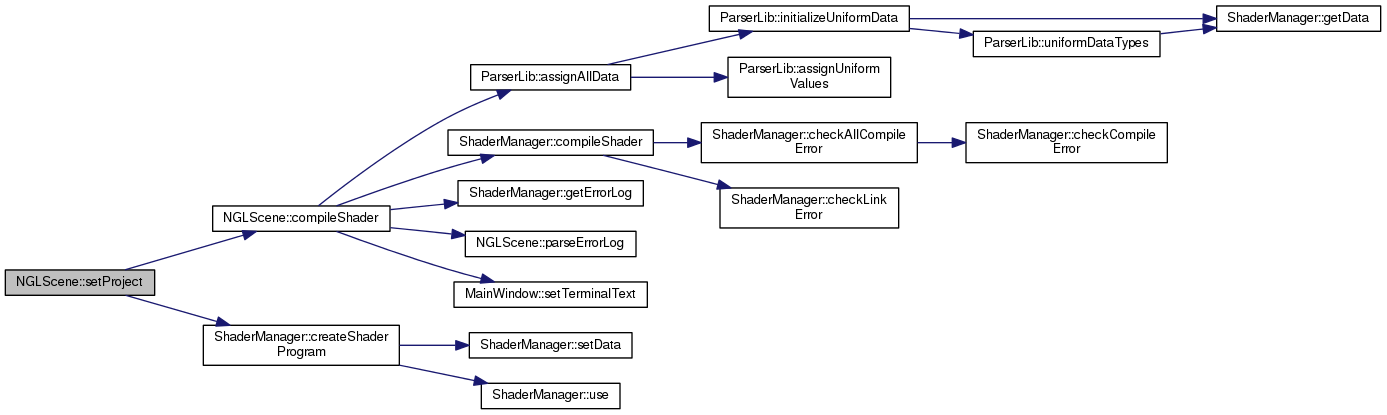 ParserLib::initializeUniformData
ShaderManager::getData
ParserLib::uniformDataTypes
ParserLib::assignAllData
ParserLib::assignUniform
Values
ShaderManager::compileShader
ShaderManager::checkAllCompile
Error
ShaderManager::checkCompile
Error
ShaderManager::getErrorLog
ShaderManager::checkLink
Error
NGLScene::compileShader
NGLScene::parseErrorLog
NGLScene::setProject
MainWindow::setTerminalText
ShaderManager::createShader
Program
ShaderManager::setData
ShaderManager::use